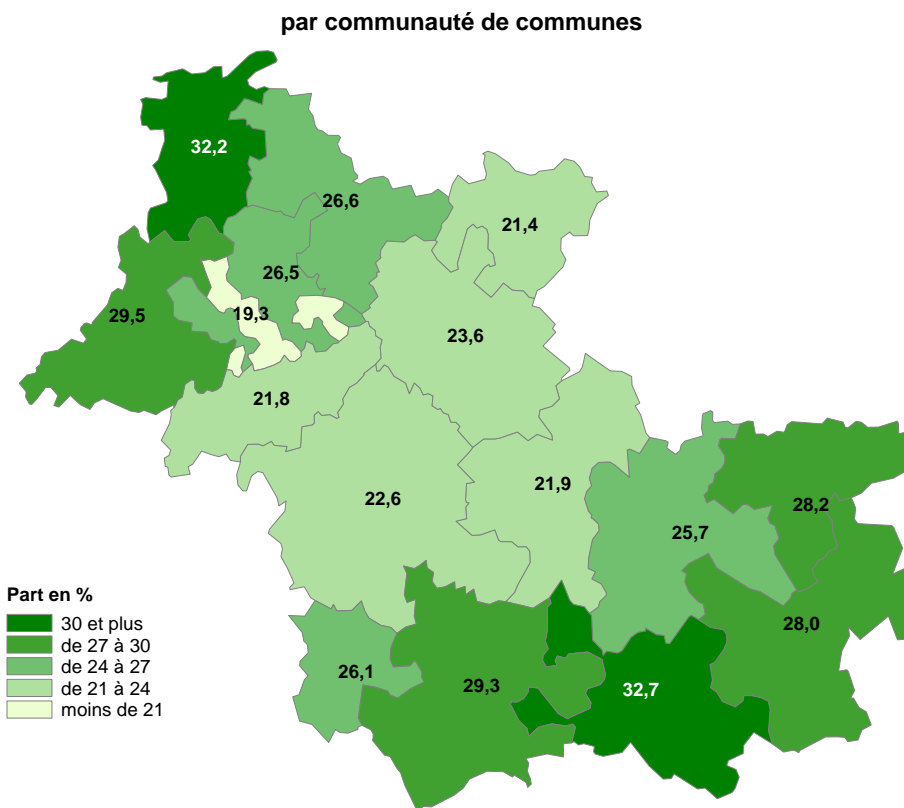 par communauté de communes
32,2
26,6
21,4
26,5
29,5
19,3
23,6
21,8
21,9
22,6
28,2
25,7
Part en %
30 et plus
de 27 à 30
de 24 à 27
de 21 à 24
moins de 21
28,0
26,1
29,3
32,7